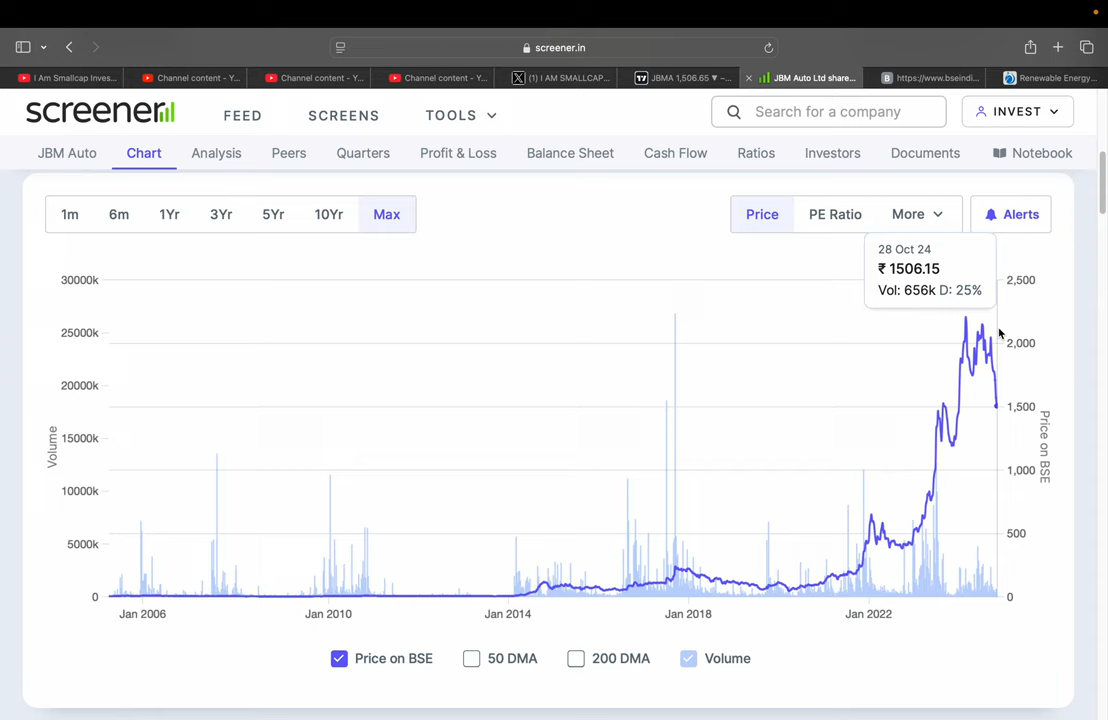 screener.in
I Am Smallcap Inves...
Channel content - Y...
Channel content - Y...
Channel content - Y...
(1) I AM SMALLCAP...
JBMA 1,506.65 ▼ −...
JBM Auto Ltd share...
https://www.bseindi...
Renewable Energy...
screener
FEED
SCREENS
TOOLS
Search for a company
INVEST
JBM Auto
Chart
Analysis
Peers
Quarters
Profit & Loss
Balance Sheet
Cash Flow
Ratios
Investors
Documents
Notebook
1m
6m
1Yr
3Yr
5Yr
10Yr
Max
Price
PE Ratio
More
Alerts
28 Oct 24
₹ 1506.15
Vol: 656k D: 25%
30000k
25000k
20000k
15000k
10000k
5000k
0
Volume
2,500
2,000
1,500
1,000
500
0
Price on BSE
Jan 2006
Jan 2010
Jan 2014
Jan 2018
Jan 2022
Price on BSE
50 DMA
200 DMA
Volume